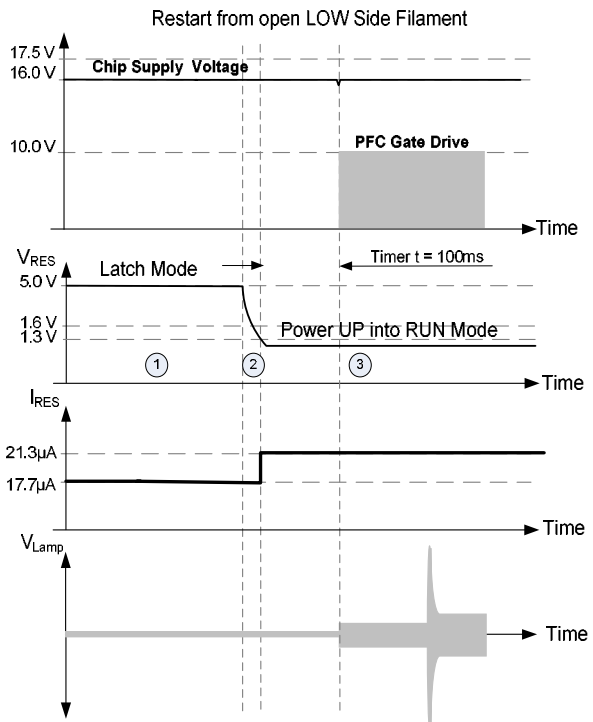 Restart from open LOW Side Filament
17.5 V
16.0 V
Chip Supply Voltage
10.0 V
PFC Gate Drive
Time
VRES
Timer t = 100ms
Latch Mode
5.0 V
1.6 V
1.3 V
Power UP into RUN Mode
1
2
3
Time
IRES
21.3µA
17.7µA
Time
VLamp
Time